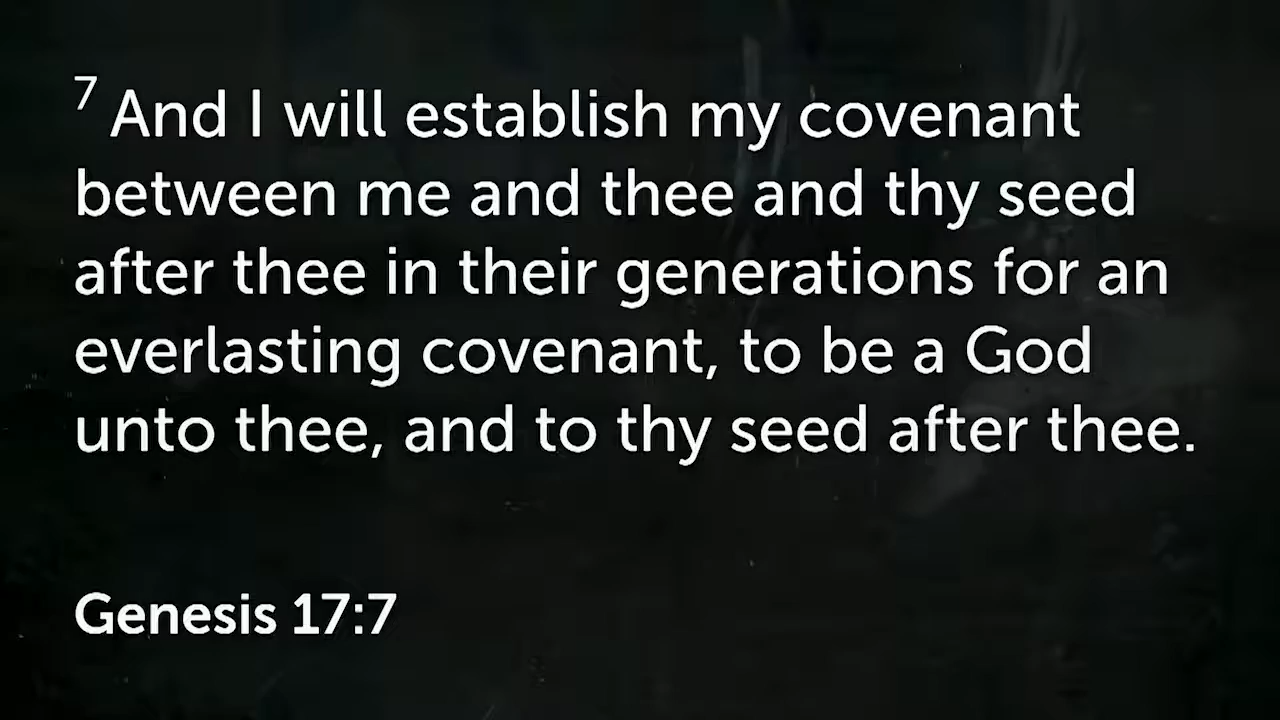 7 And I will establish my covenant
between me and thee and thy seed
after thee in their generations for an
everlasting covenant, to be a God
unto thee, and to thy seed after thee.
Genesis 17:7